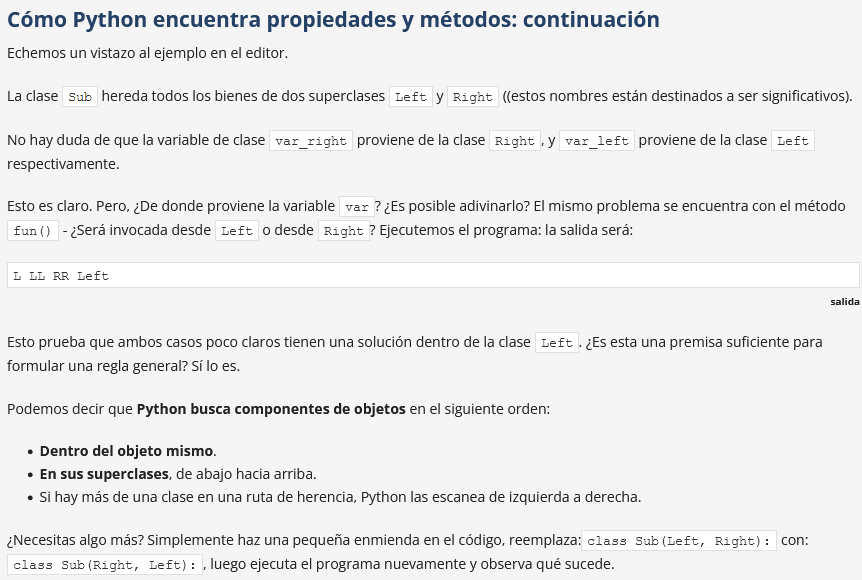 Cómo Python encuentra propiedades y métodos: continuación
Echemos un vistazo al ejemplo en el editor.
La clase Sub hereda todos los bienes de dos superclases Left y Right ((estos nombres están destinados a ser significativos).
No hay duda de que la variable de clase var_right proviene de la clase Right, y var_left proviene de la clase Left
respectivamente.
Esto es claro. Pero, ¿De donde proviene la variable var? ¿Es posible adivinarlo? El mismo problema se encuentra con el método
fun() - ¿Será invocada desde Left o desde Right? Ejecutemos el programa: la salida será:
L LL RR Left
salida
Esto prueba que ambos casos poco claros tienen una solución dentro de la clase Left. ¿Es esta una premisa suficiente para
formular una regla general? Sí lo es.
Podemos decir que Python busca componentes de objetos en el siguiente orden:
• Dentro del objeto mismo.
• En sus superclases, de abajo hacia arriba.
• Si hay más de una clase en una ruta de herencia, Python las escanea de izquierda a derecha.
¿Necesitas algo más? Simplemente haz una pequeña enmienda en el código, reemplaza: class Sub(Left, Right): con:
class Sub(Right, Left):, luego ejecuta el programa nuevamente y observa qué sucede.